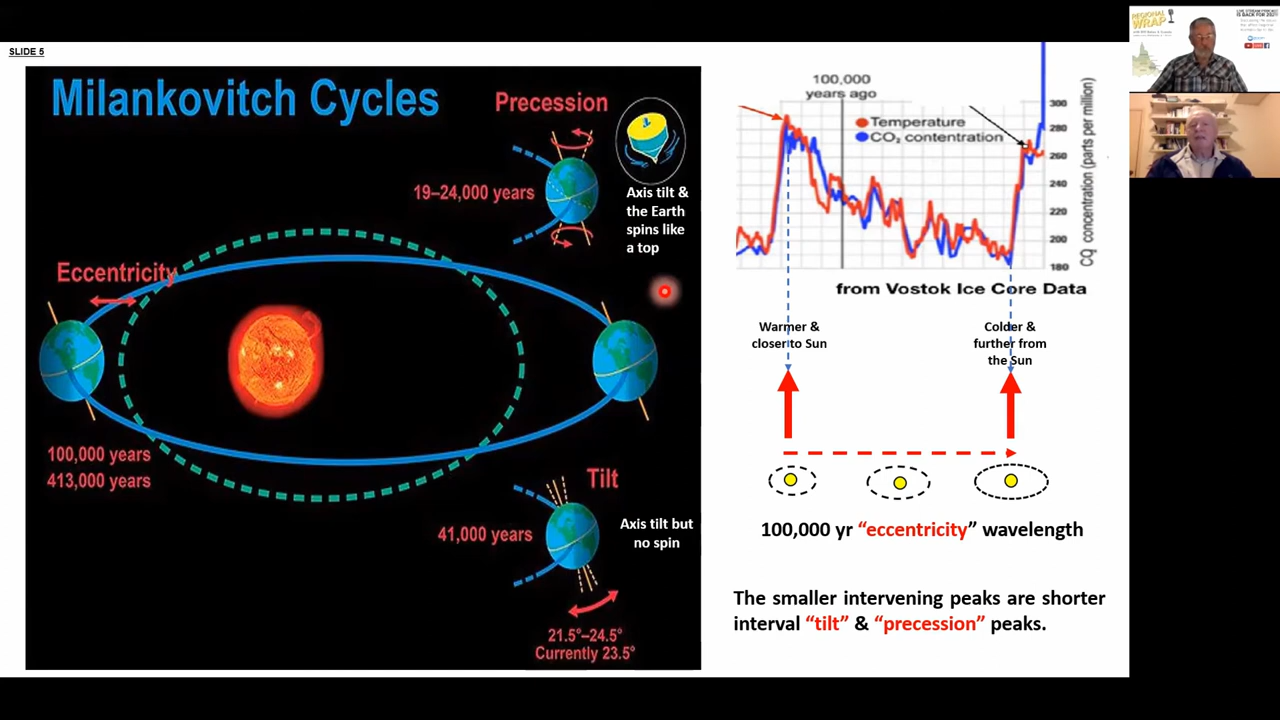 SLIDE 5
Milankovitch Cycles
Precession
19–24,000 years
Axis tilt &
the Earth
spins like
a top
Eccentricity
100,000 years
413,000 years
Tilt
41,000 years
Axis tilt but
no spin
21.5°–24.5°
Currently 23.5°
100,000
years ago
Temperature
CO₂ contentration
300
280
260
240
220
200
180
CO₂ concentration (parts per million)
from Vostok Ice Core Data
Warmer &
closer to Sun
Colder &
further from
the Sun
100,000 yr “eccentricity” wavelength
The smaller intervening peaks are shorter
interval “tilt” & “precession” peaks.
REGIONAL
WRAP
IS BACK FOR 2021